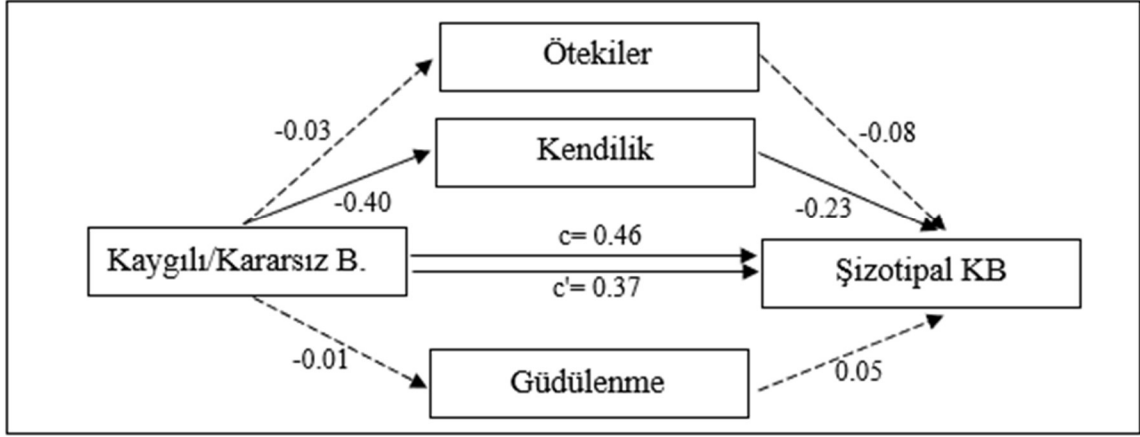 Ötekiler
-0.03
-0.08
Kendilik
-0.40
-0.23
Kaygılı/Kararsız B.
c= 0.46
c'= 0.37
Şizotipal KB
-0.01
Güdülenme
0.05